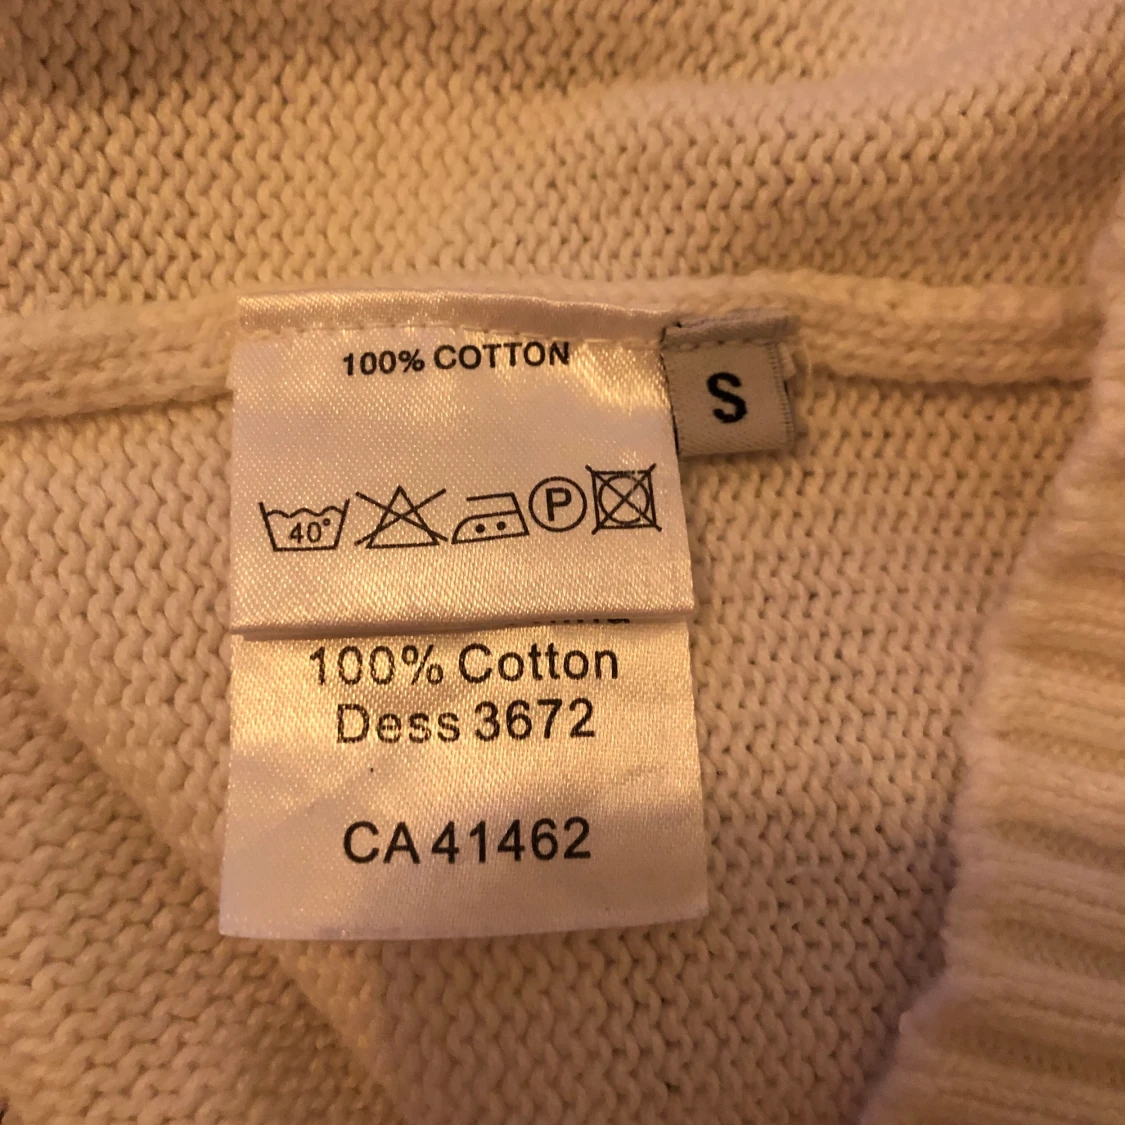 100% COTTON
S
40°
P
100% Cotton
Dess 3672
CA 41462